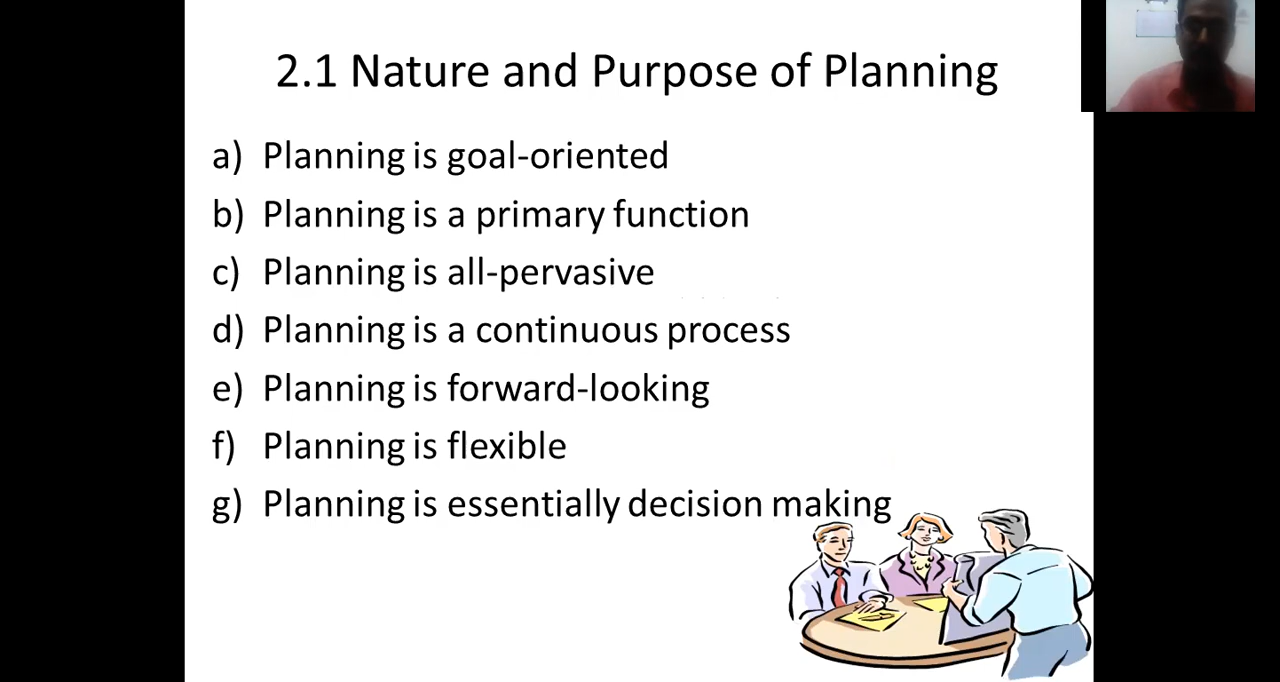 2.1 Nature and Purpose of Planning
a) Planning is goal-oriented
b) Planning is a primary function
c) Planning is all-pervasive
d) Planning is a continuous process
e) Planning is forward-looking
f) Planning is flexible
g) Planning is essentially decision making